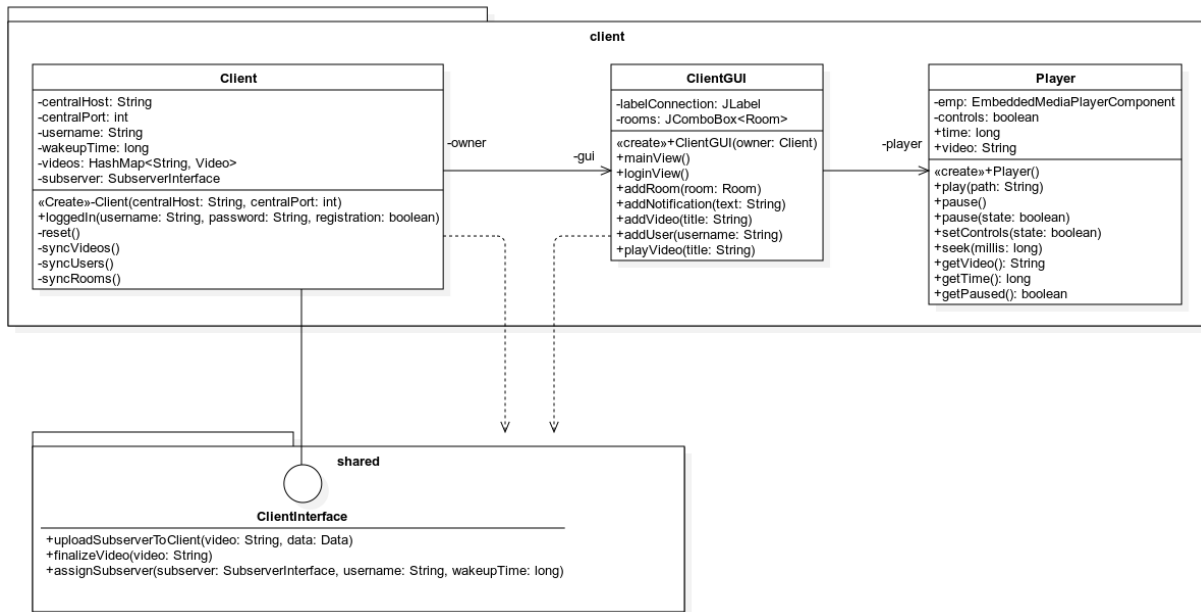 client
Client
-centralHost: String
-centralPort: int
-username: String
-wakeupTime: long
-videos: HashMap<String, Video>
-subserver: SubserverInterface
«Create»-Client(centralHost: String, centralPort: int)
+loggedIn(username: String, password: String, registration: boolean)
-reset()
-syncVideos()
-syncUsers()
-syncRooms()
-owner
-gui
ClientGUI
-labelConnection: JLabel
-rooms: JComboBox<Room>
«create»+ClientGUI(owner: Client)
+mainView()
+loginView()
+addRoom(room: Room)
+addNotification(text: String)
+addVideo(title: String)
+addUser(username: String)
+playVideo(title: String)
-player
Player
-emp: EmbeddedMediaPlayerComponent
-controls: boolean
+time: long
+video: String
«create»+Player()
+play(path: String)
+pause()
+pause(state: boolean)
+setControls(state: boolean)
+seek(millis: long)
+getVideo(): String
+getTime(): long
+getPaused(): boolean
shared
ClientInterface
+uploadSubserverToClient(video: String, data: Data)
+finalizeVideo(video: String)
+assignSubserver(subserver: SubserverInterface, username: String, wakeupTime: long)